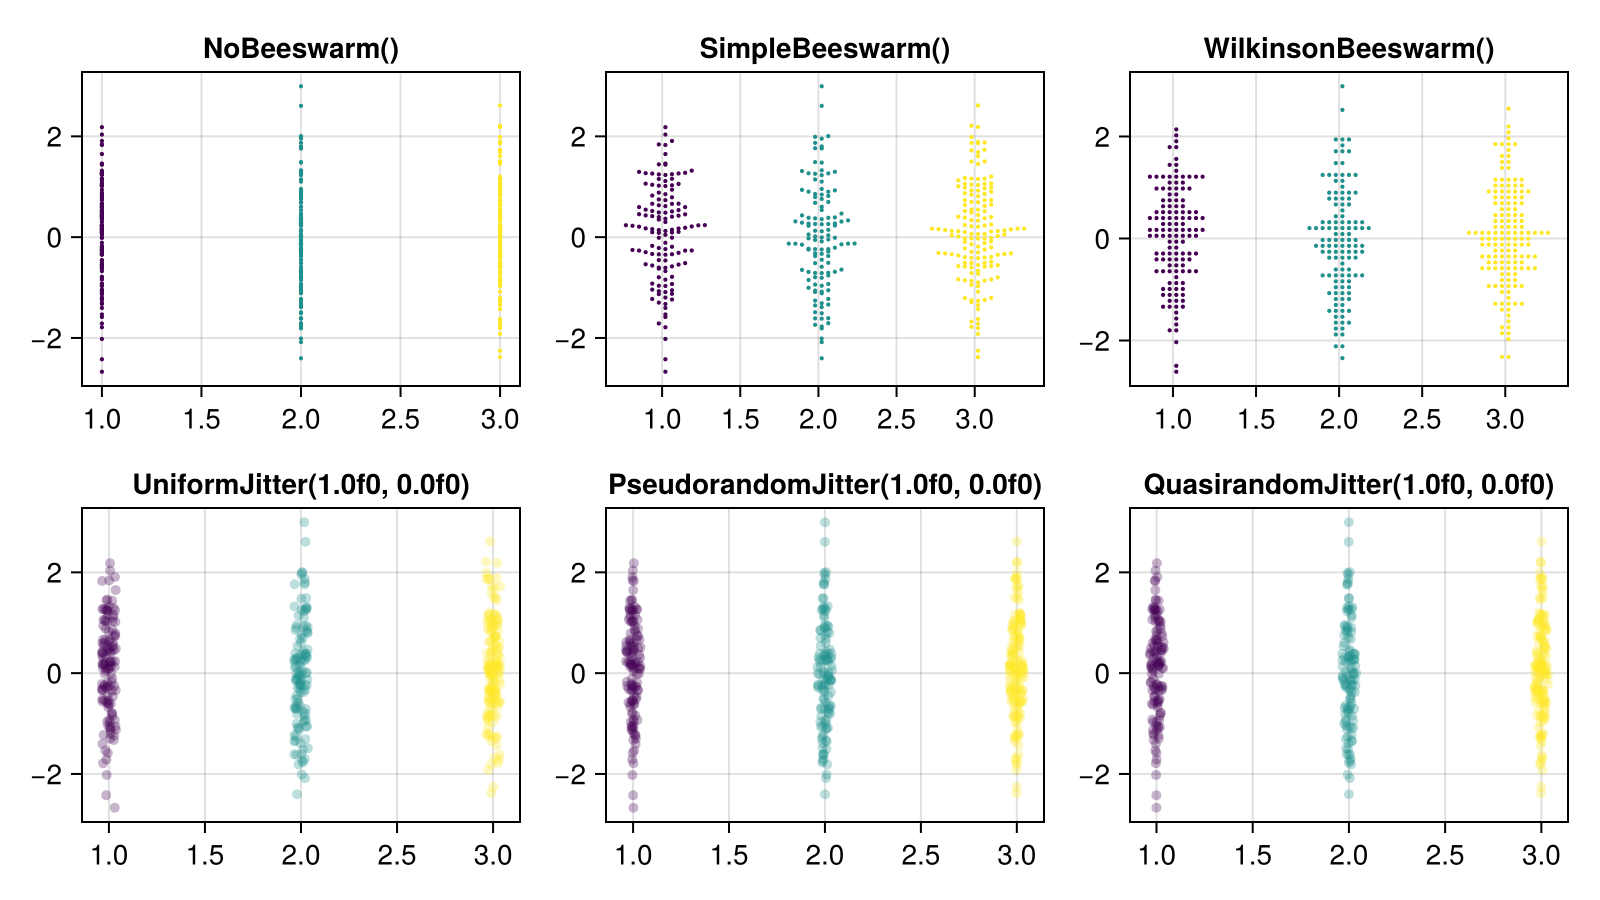 NoBeeswarm()
SimpleBeeswarm()
WilkinsonBeeswarm()
2
0
−2
1.0 1.5 2.0 2.5 3.0
2
0
−2
1.0 1.5 2.0 2.5 3.0
2
0
−2
1.0 1.5 2.0 2.5 3.0
UniformJitter(1.0f0, 0.0f0)
PseudorandomJitter(1.0f0, 0.0f0)
QuasirandomJitter(1.0f0, 0.0f0)
2
0
−2
1.0 1.5 2.0 2.5 3.0
2
0
−2
1.0 1.5 2.0 2.5 3.0
2
0
−2
1.0 1.5 2.0 2.5 3.0